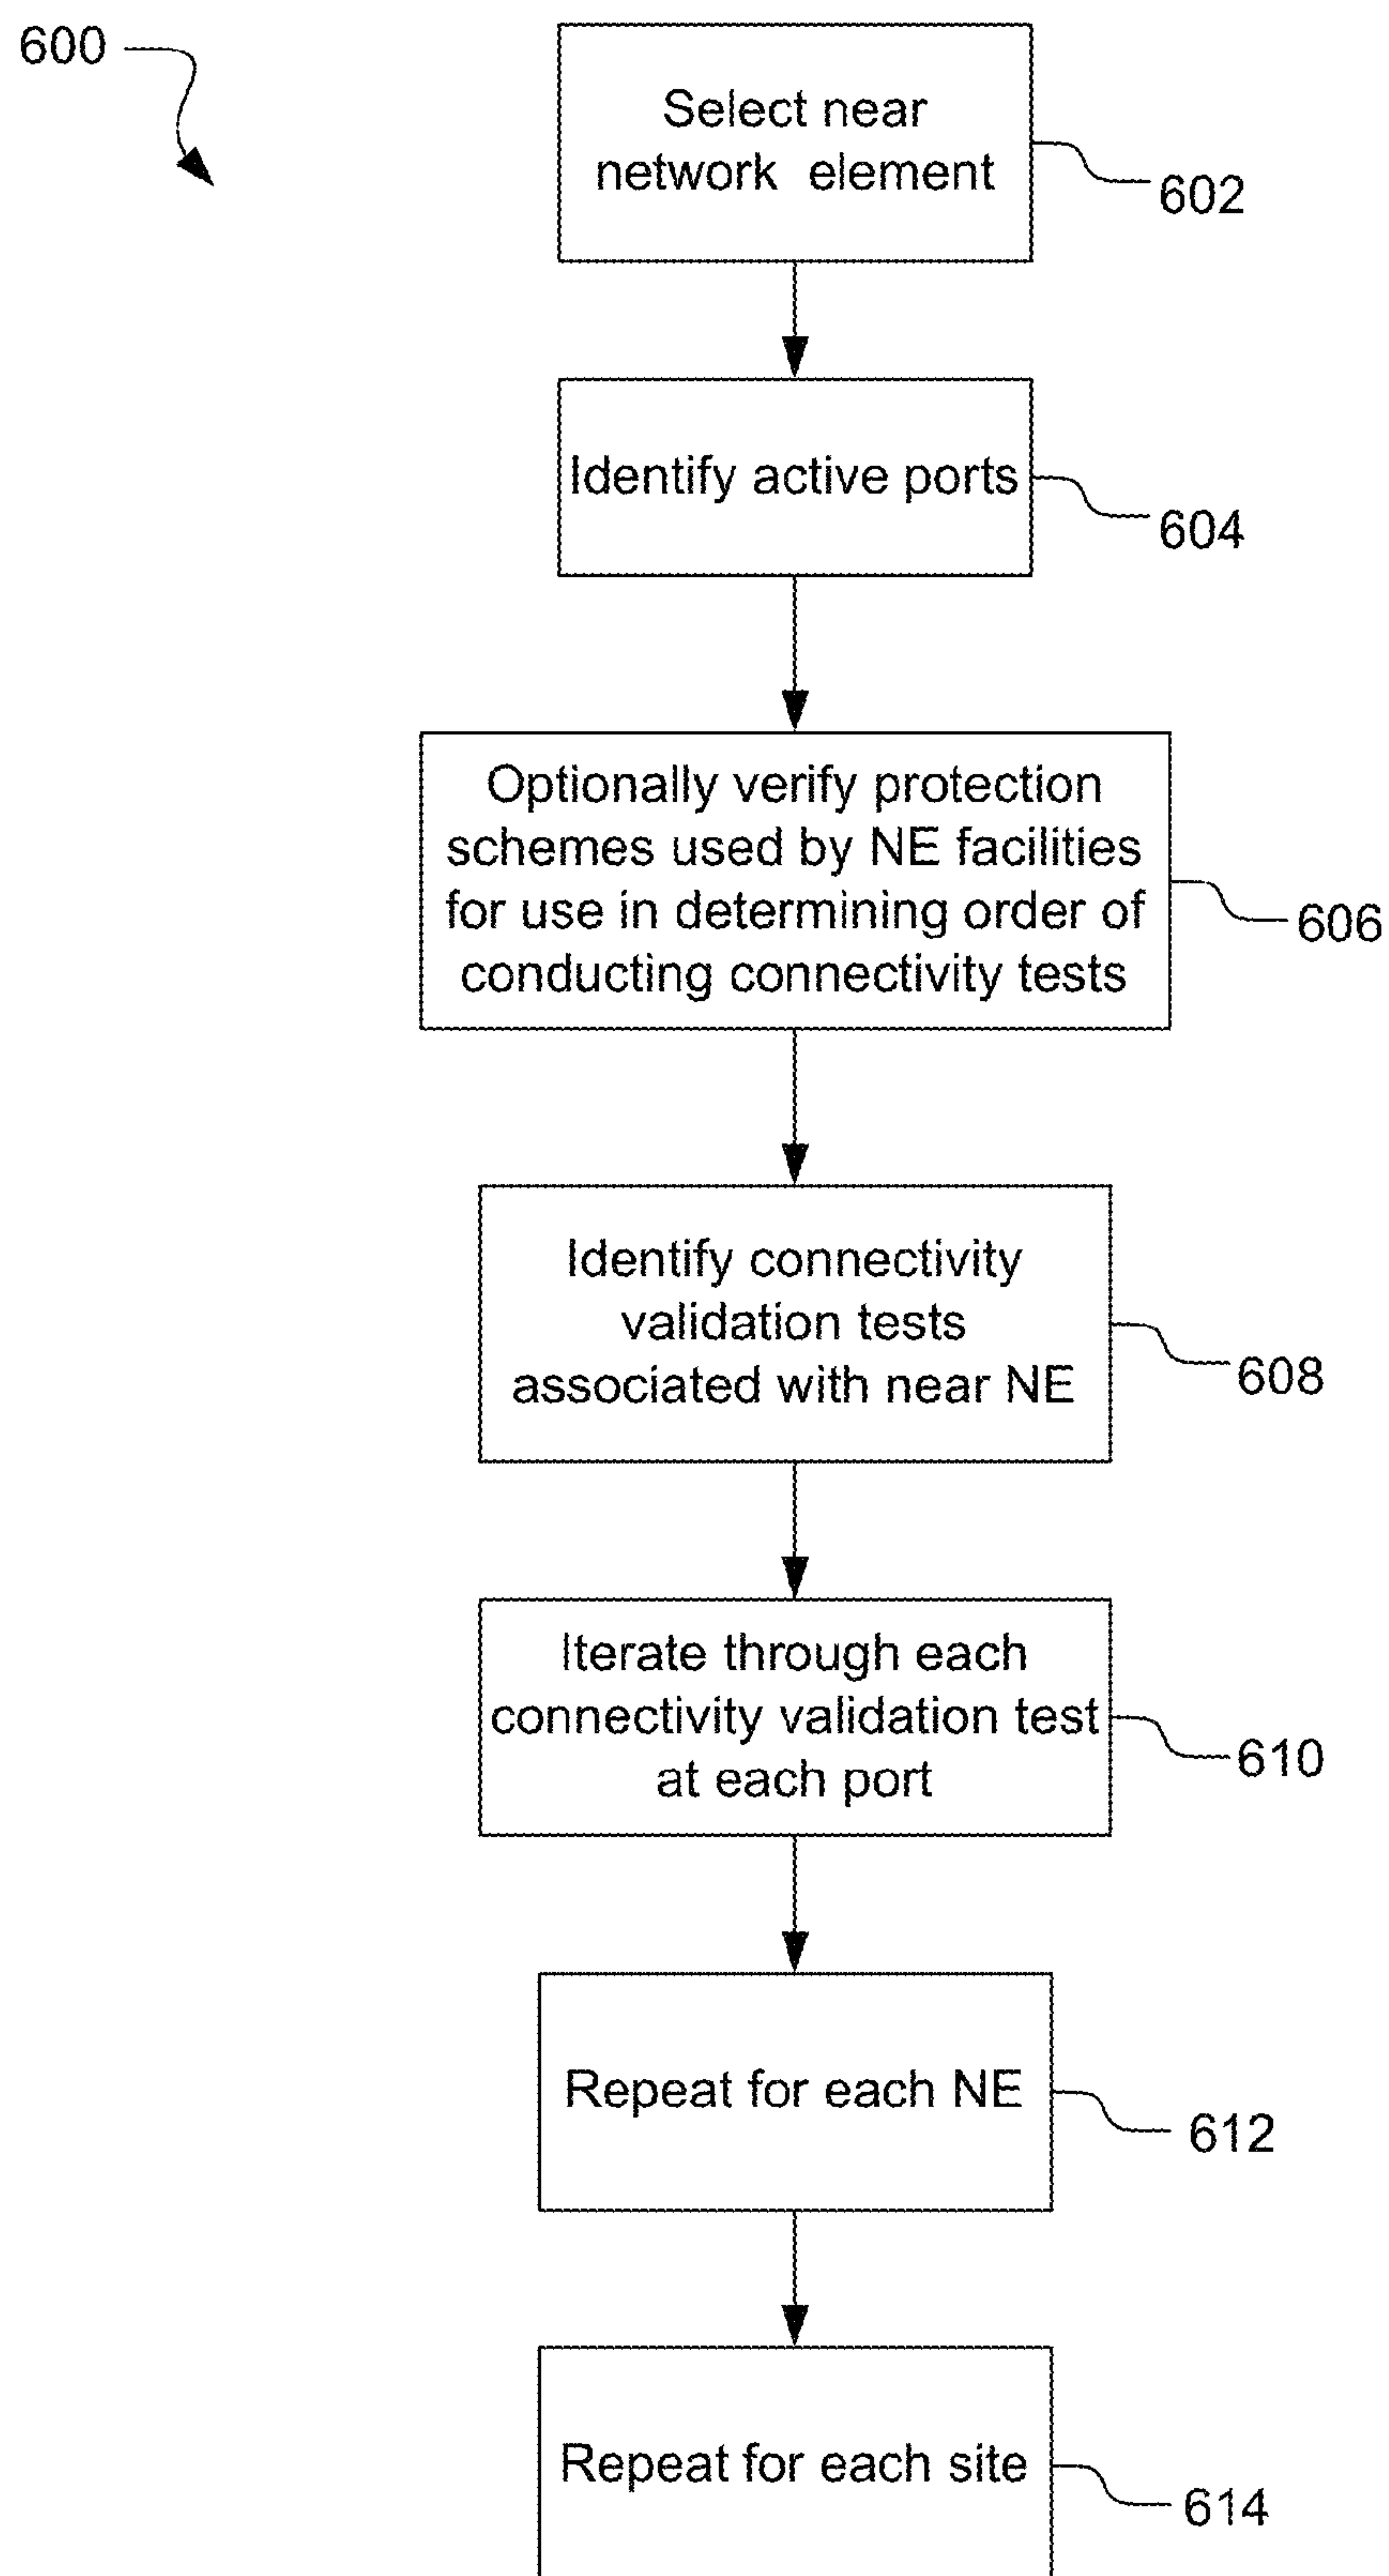 600
Select near
network element
602
Identify active ports
604
Optionally verify protection
schemes used by NE facilities
for use in determining order of
conducting connectivity tests
606
Identify connectivity
validation tests
associated with near NE
608
Iterate through each
connectivity validation test
at each port
610
Repeat for each NE
612
Repeat for each site
614